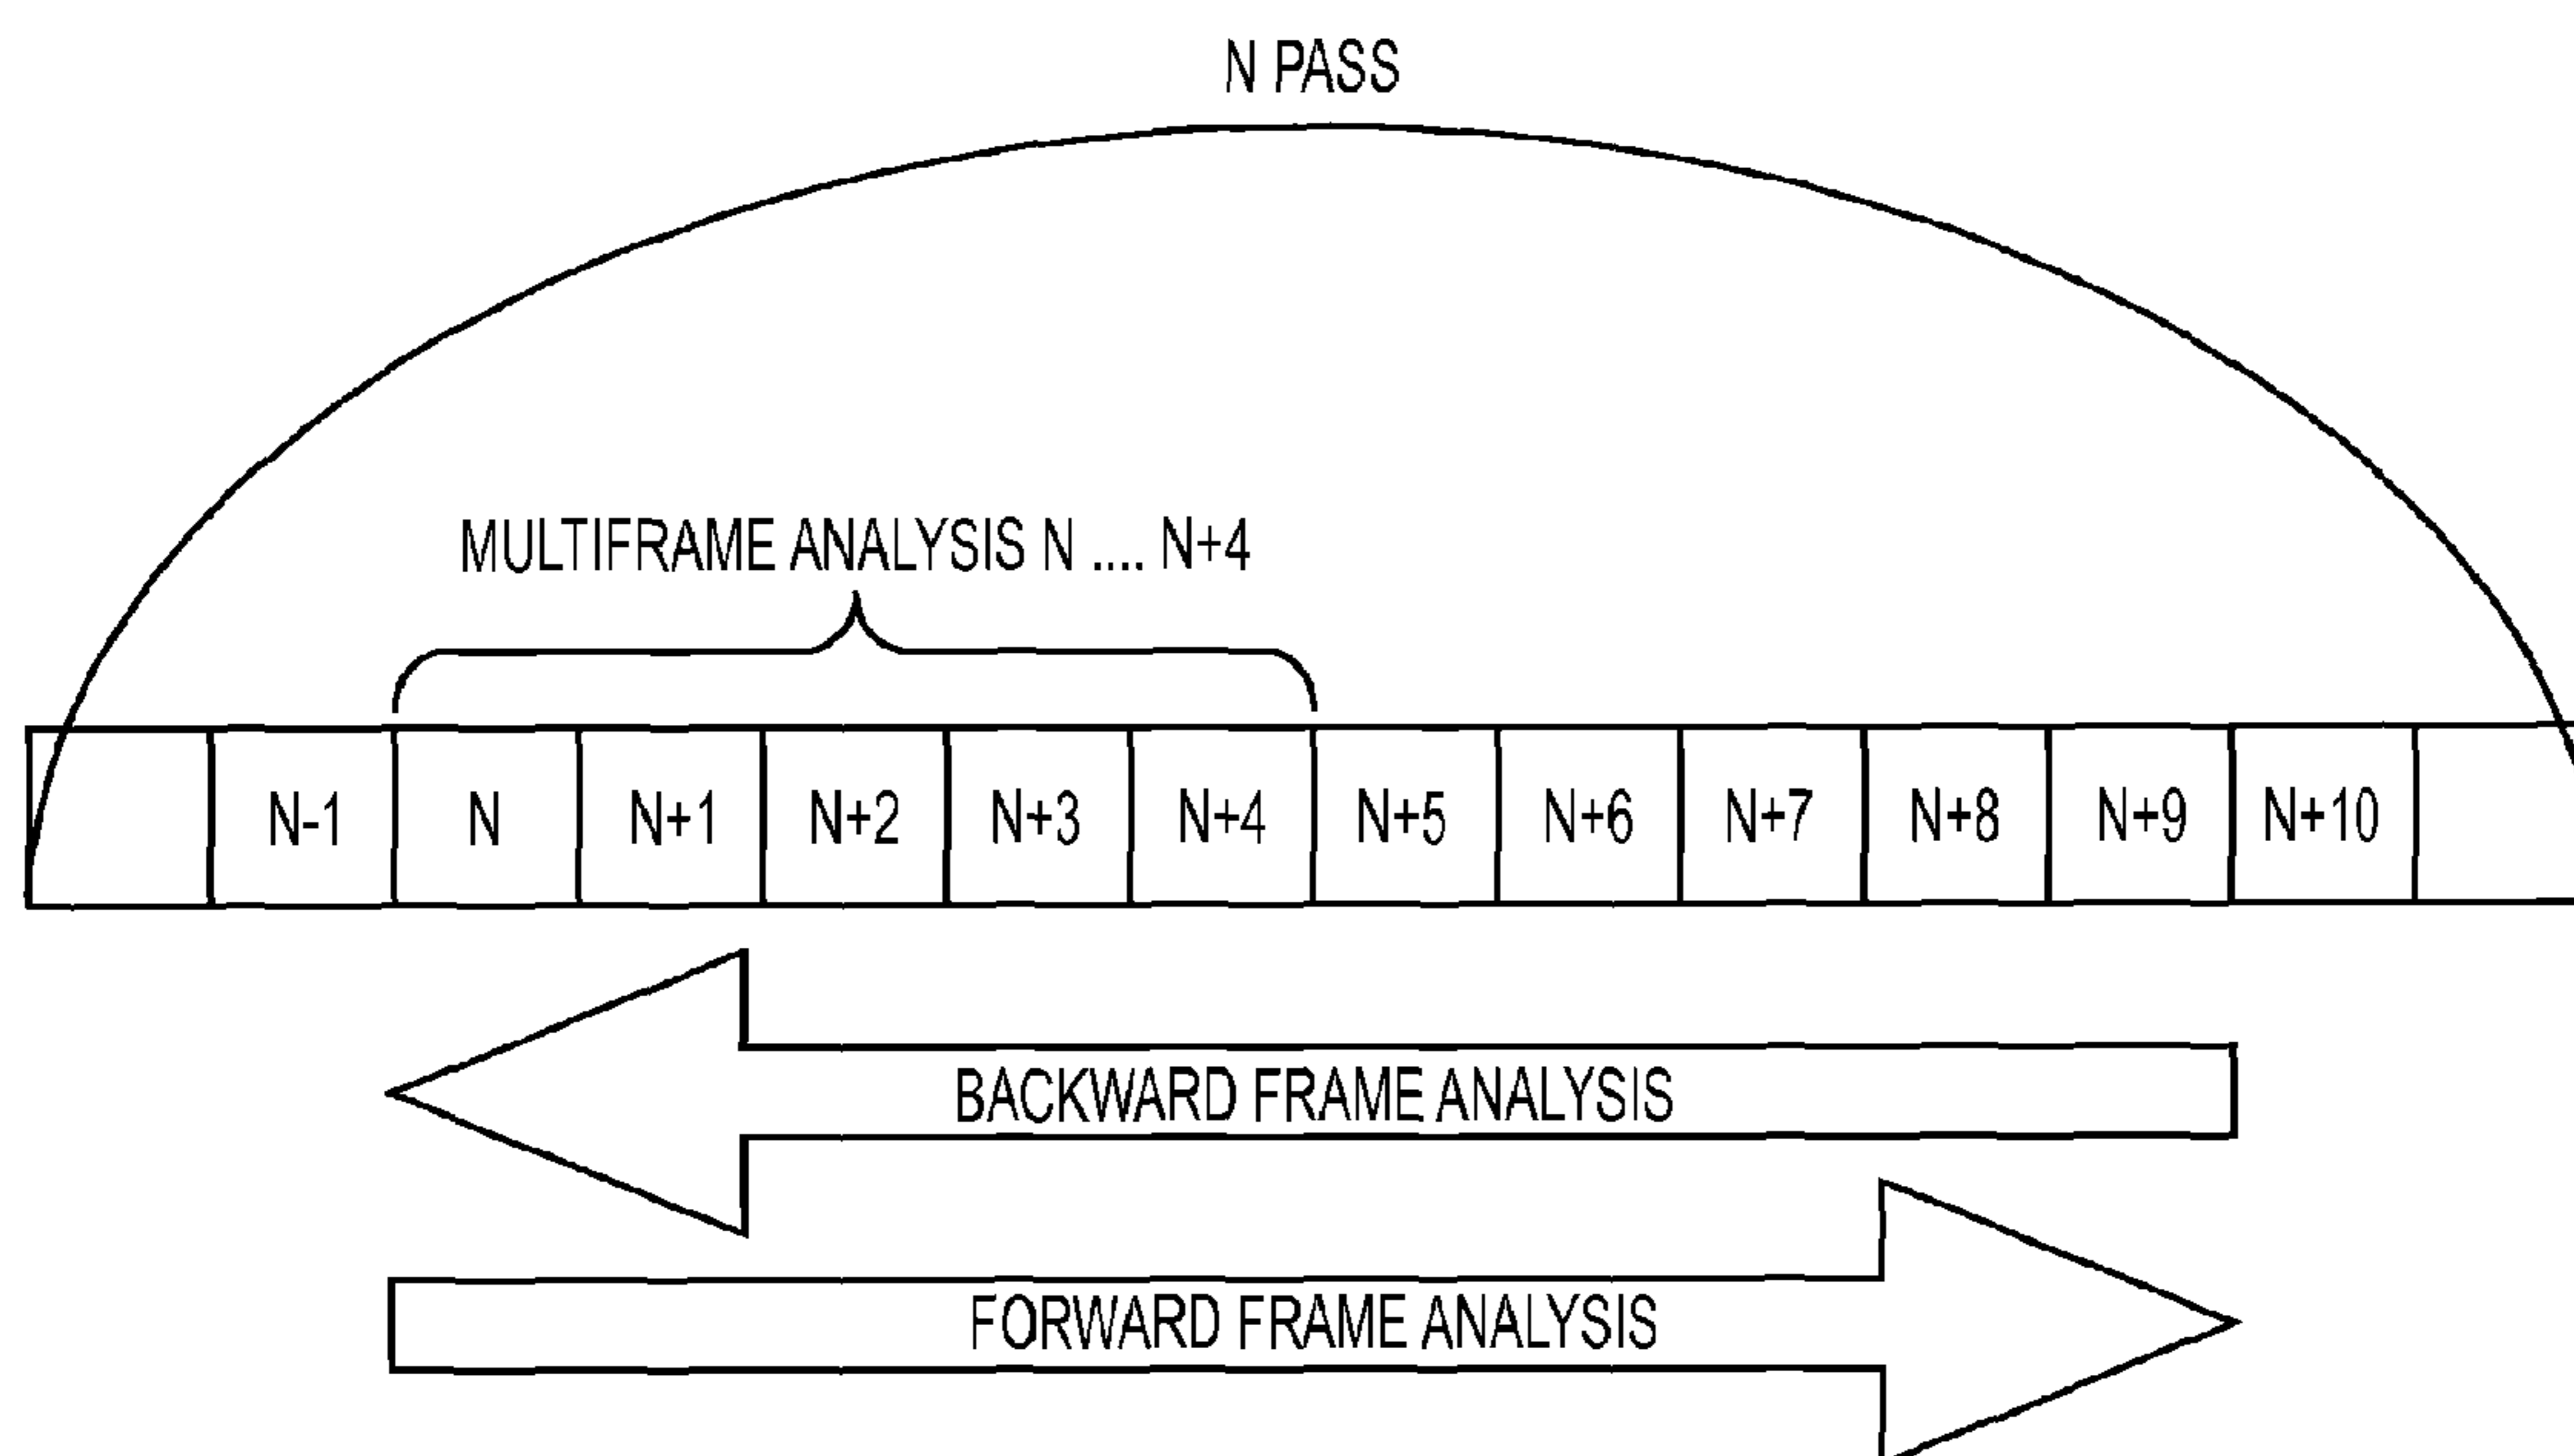 N PASS
MULTIFRAME ANALYSIS N .... N+4
N-1 N N+1 N+2 N+3 N+4 N+5 N+6 N+7 N+8 N+9 N+10
BACKWARD FRAME ANALYSIS
FORWARD FRAME ANALYSIS